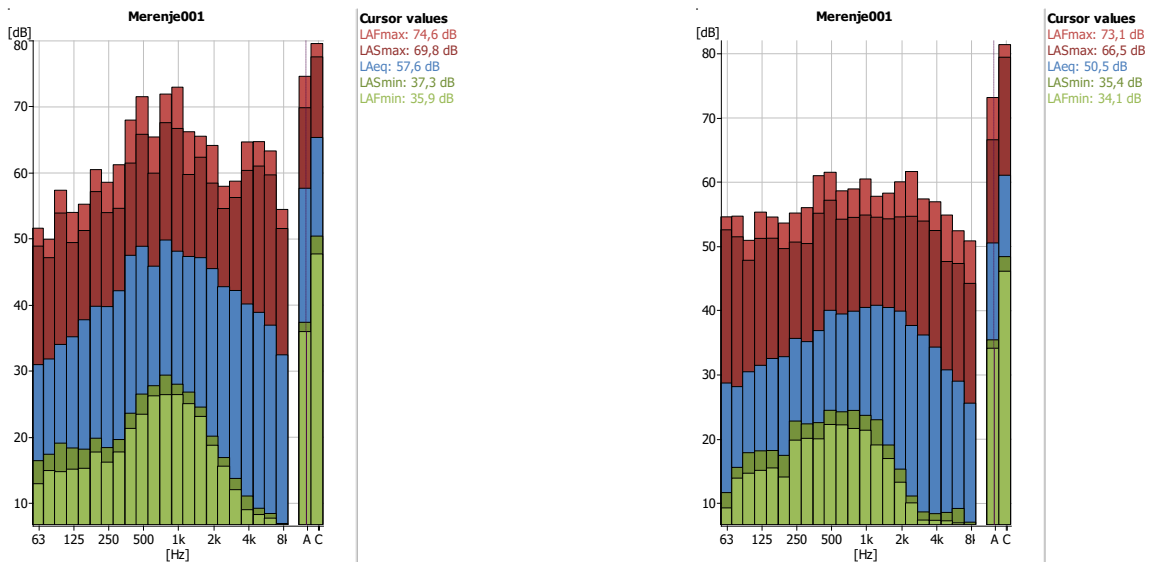 Merenje001
[dB]
80
70
60
50
40
30
20
10
63 125 250 500 1k 2k 4k 8k A C
[Hz]
Cursor values
LAFmax: 74,6 dB
LASmax: 69,8 dB
LAeq: 57,6 dB
LASmin: 37,3 dB
LAFmin: 35,9 dB
Merenje001
[dB]
80
70
60
50
40
30
20
10
63 125 250 500 1k 2k 4k 8k A C
[Hz]
Cursor values
LAFmax: 73,1 dB
LASmax: 66,5 dB
LAeq: 50,5 dB
LASmin: 35,4 dB
LAFmin: 34,1 dB